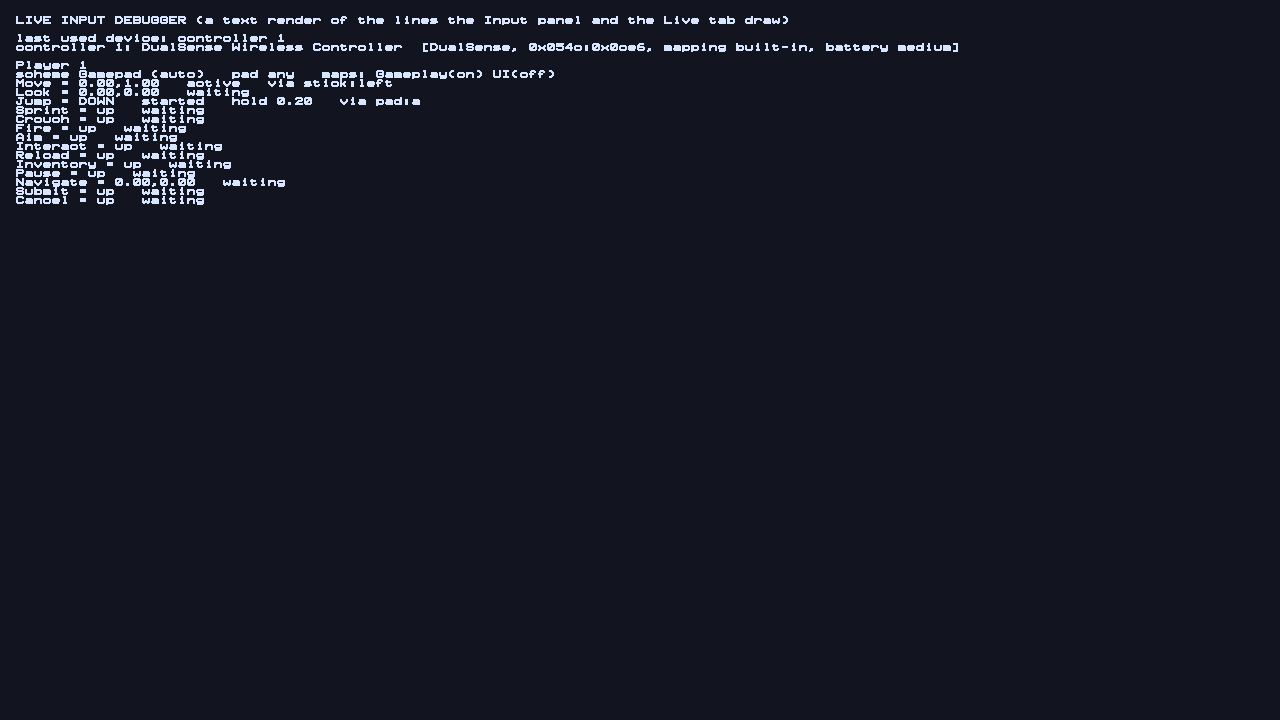 LIVE INPUT DEBUGGER (a text render of the lines the Input panel and the Live tab draw)
last used device: controller 1
controller 1: DualSense Wireless Controller [DualSense, 0x054c:0x0ce6, mapping built-in, battery medium]
Player 1
scheme Gamepad (auto) pad any maps: Gameplay(on) UI(off)
Move = 0.00,1.00 active via stick:left
Look = 0.00,0.00 waiting
Jump = DOWN started hold 0.20 via pad:a
Sprint = up waiting
Crouch = up waiting
Fire = up waiting
Aim = up waiting
Interact = up waiting
Reload = up waiting
Inventory = up waiting
Pause = up waiting
Navigate = 0.00,0.00 waiting
Submit = up waiting
Cancel = up waiting